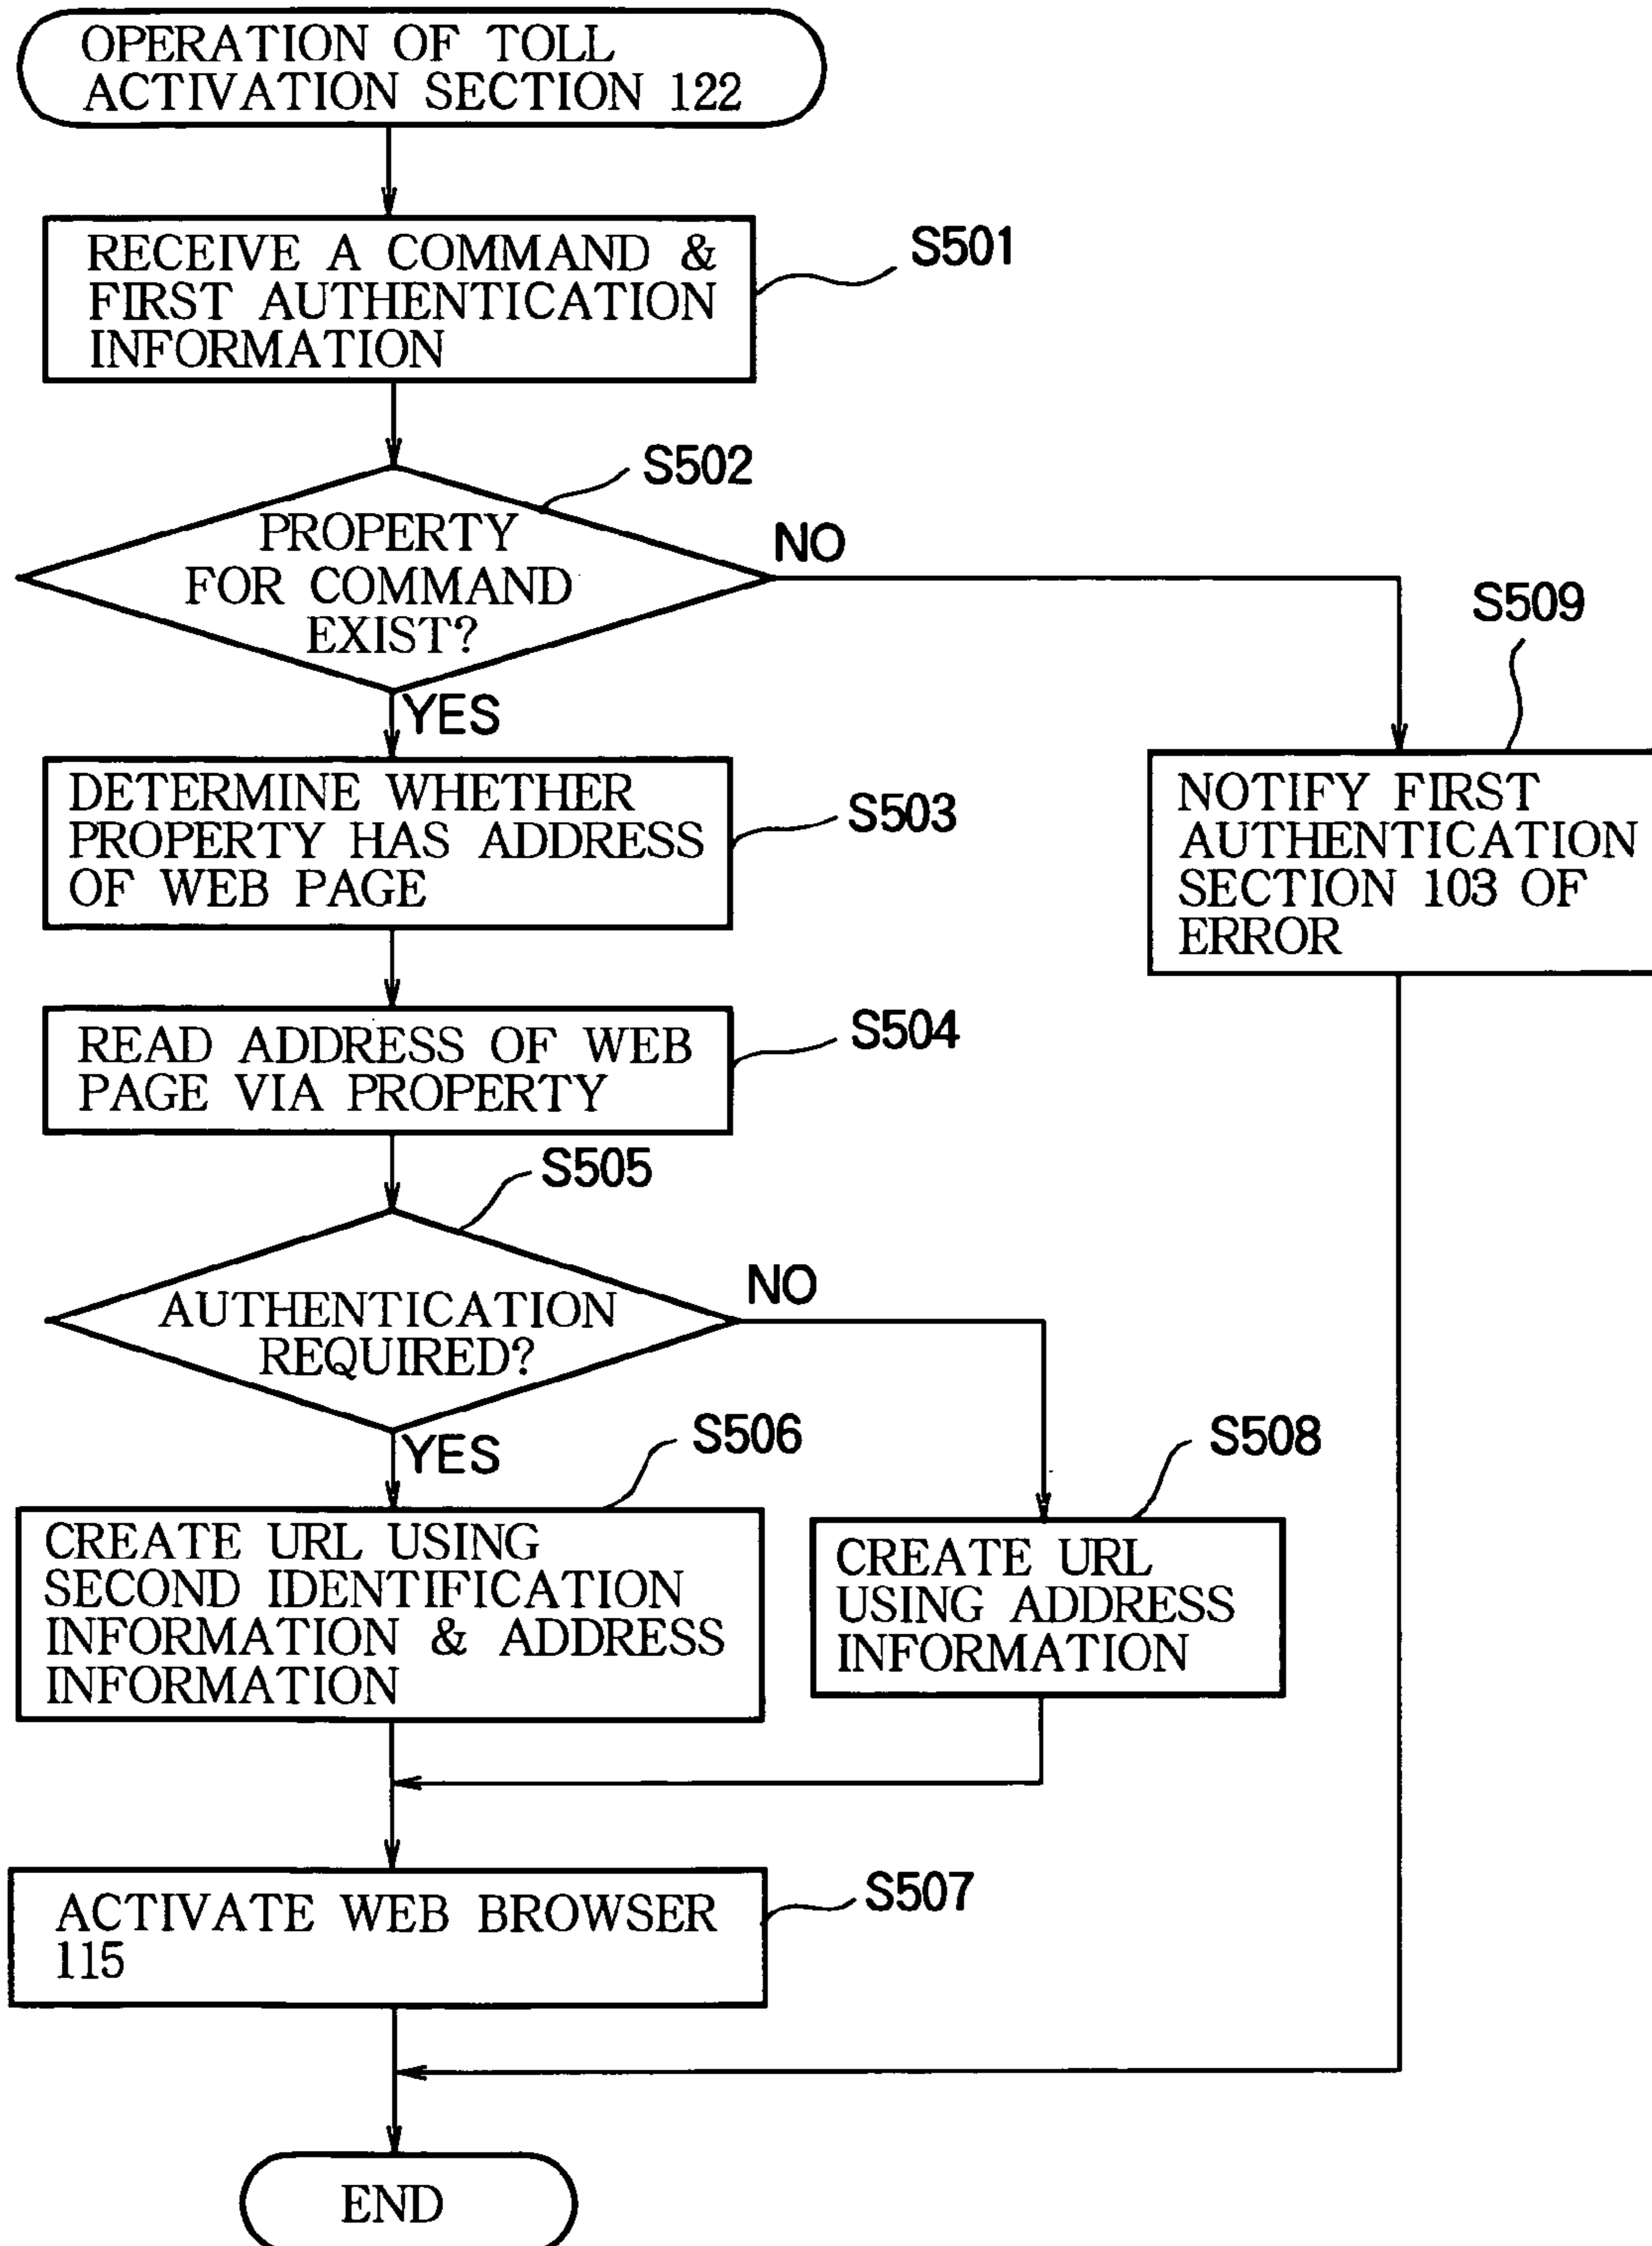 OPERATION OF TOLL
ACTIVATION SECTION 122
RECEIVE A COMMAND &
FIRST AUTHENTICATION
INFORMATION
S501
S502
PROPERTY
FOR COMMAND
EXIST?
NO
YES
S509
DETERMINE WHETHER
PROPERTY HAS ADDRESS
OF WEB PAGE
S503
NOTIFY FIRST
AUTHENTICATION
SECTION 103 OF
ERROR
READ ADDRESS OF WEB
PAGE VIA PROPERTY
S504
S505
AUTHENTICATION
REQUIRED?
NO
YES
S506
CREATE URL USING
SECOND IDENTIFICATION
INFORMATION & ADDRESS
INFORMATION
S508
CREATE URL
USING ADDRESS
INFORMATION
ACTIVATE WEB BROWSER
115
S507
END